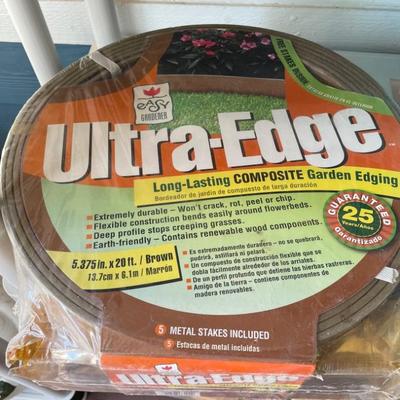 FREE STAKES INSIDE
easy
GARDENER
Ultra-Edge
Long-Lasting COMPOSITE Garden Edging
Bordeador de jardín de compuesto de larga duración
Extremely durable – Won't crack, rot, peel or chip.
Flexible construction bends easily around flowerbeds.
Deep profile stops creeping grasses.
Earth-friendly – Contains renewable wood components.
GUARANTEED
25
Years/Años
Garantizado
5.375in. x 20 ft. / Brown
13.7cm x 6.1m / Marrón
Es extremadamente duradero – no se quebrará,
pudrirá, astillará ni pelará.
Un compuesto de construcción flexible que se
dobla fácilmente alrededor de los arriates.
De un perfil profundo que detiene las hierbas rastreras.
Amigo de la tierra – contiene componentes de
madera renovables.
5 METAL STAKES INCLUDED
5 Estacas de metal incluidas
Ultra-Edge